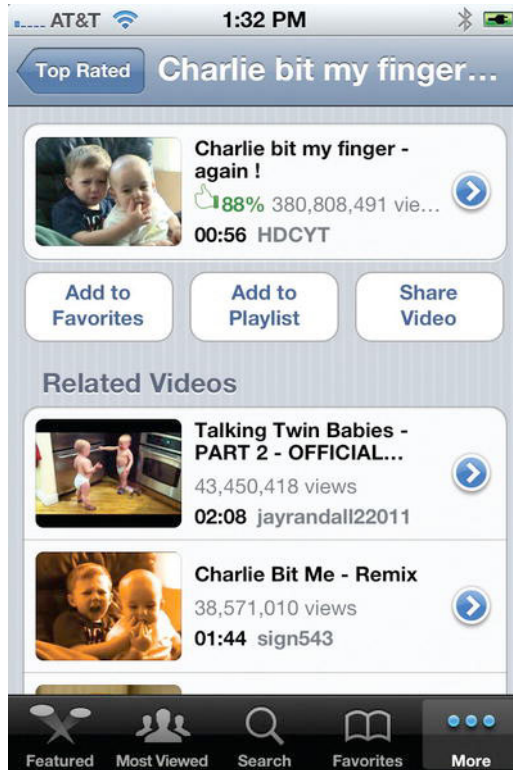 AT&T 1:32 PM
Top Rated Charlie bit my finger...
Charlie bit my finger -
again !
88% 380,808,491 vie...
00:56 HDCYT
Add to Favorites
Add to Playlist
Share Video
Related Videos
Talking Twin Babies -
PART 2 - OFFICIAL...
43,450,418 views
02:08 jayrandall22011
Charlie Bit Me - Remix
38,571,010 views
01:44 sign543
Featured Most Viewed Search Favorites More